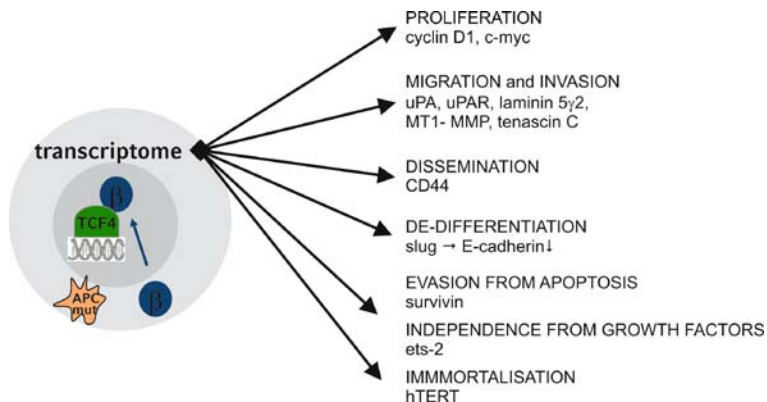 PROLIFERATION
cyclin D1, c-myc
MIGRATION and INVASION
uPA, uPAR, laminin 5γ2,
MT1- MMP, tenascin C
transcriptome
DISSEMINATION
CD44
β
TCF4
DE-DIFFERENTIATION
slug → E-cadherin↓
APC
mut
β
EVASION FROM APOPTOSIS
survivin
INDEPENDENCE FROM GROWTH FACTORS
ets-2
IMMMORTALISATION
hTERT